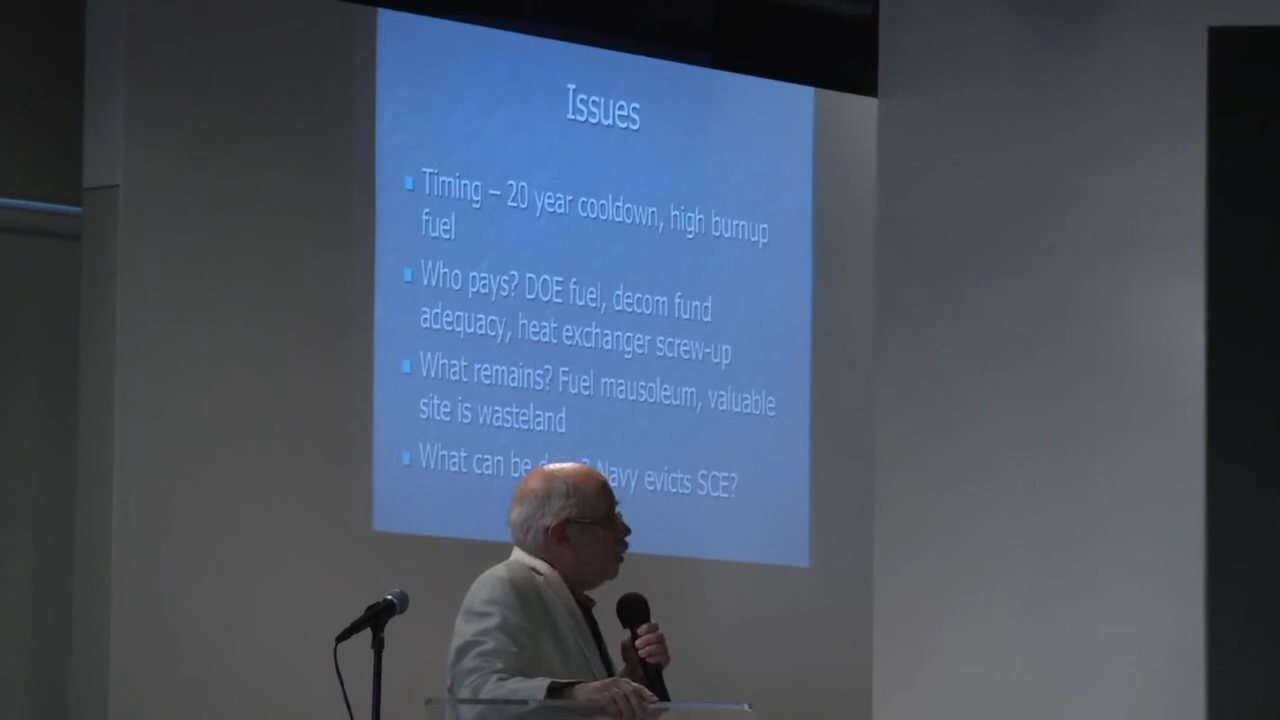 Issues
Timing – 20 year cooldown, high burnup
fuel
Who pays? DOE fuel, decom fund
adequacy, heat exchanger screw-up
What remains? Fuel mausoleum, valuable
site is wasteland
What can be Navy evicts SCE?